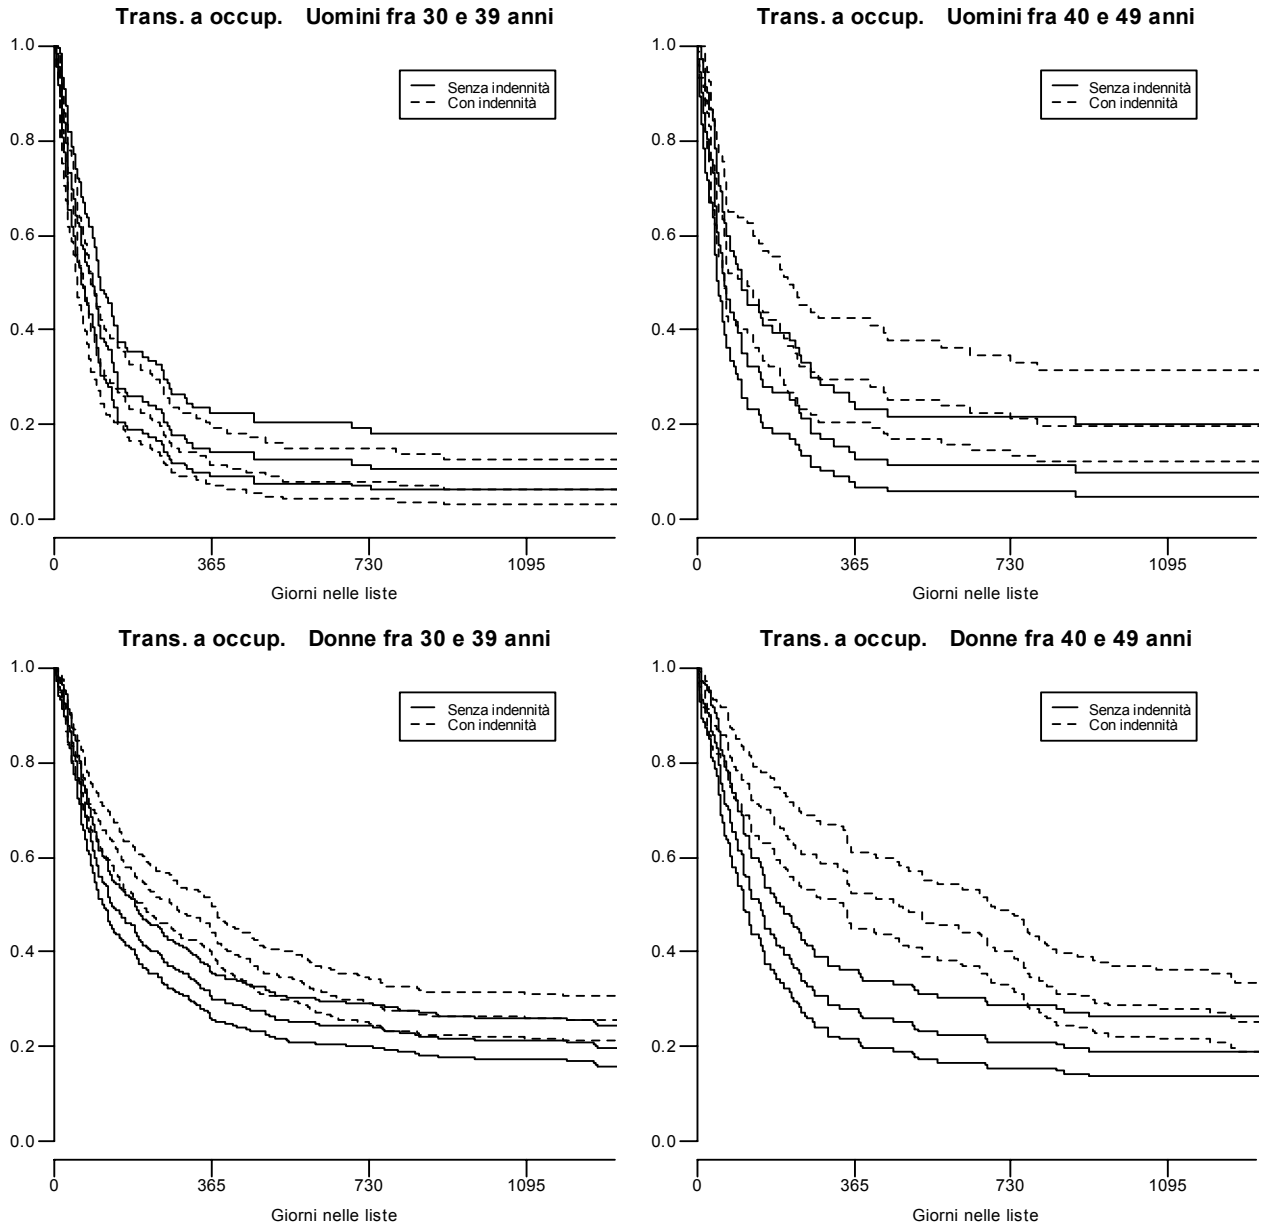 Trans. a occup. Uomini fra 30 e 39 anni
1.0
0.8
0.6
0.4
0.2
0.0
Senza indennità
Con indennità
0 365 730 1095
Giorni nelle liste
Trans. a occup. Uomini fra 40 e 49 anni
1.0
0.8
0.6
0.4
0.2
0.0
Senza indennità
Con indennità
0 365 730 1095
Giorni nelle liste
Trans. a occup. Donne fra 30 e 39 anni
1.0
0.8
0.6
0.4
0.2
0.0
Senza indennità
Con indennità
0 365 730 1095
Giorni nelle liste
Trans. a occup. Donne fra 40 e 49 anni
1.0
0.8
0.6
0.4
0.2
0.0
Senza indennità
Con indennità
0 365 730 1095
Giorni nelle liste